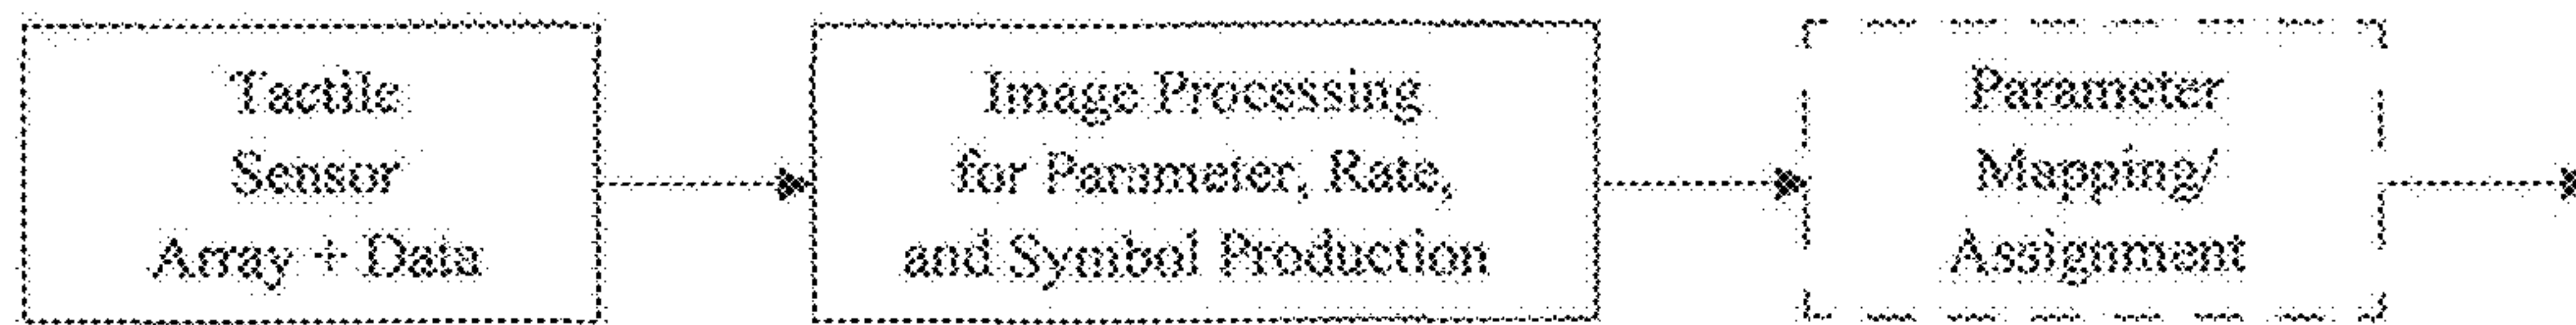 Tactile
Sensor
Array + Data
Image Processing
for Parameter, Rate,
and Symbol Production
Parameter
Mapping/
Assignment